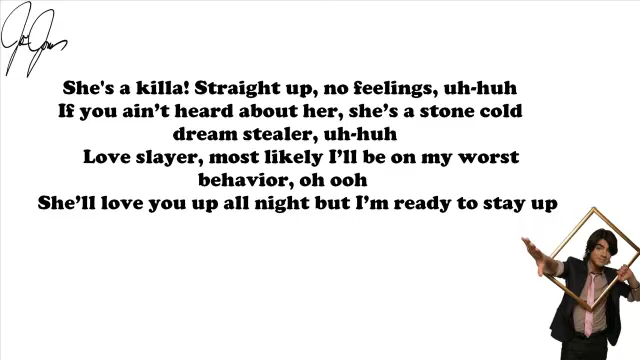 Joe Jonas
She's a killa! Straight up, no feelings, uh-huh
If you ain’t heard about her, she’s a stone cold
dream stealer, uh-huh
Love slayer, most likely I’ll be on my worst
behavior, oh ooh
She’ll love you up all night but I’m ready to stay up